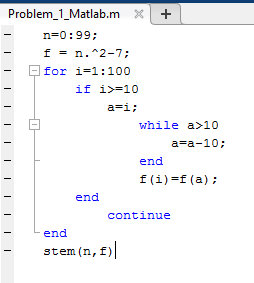 Problem_1_Matlab.m
n=0:99;
f = n.^2-7;
for i=1:100
if i>=10
a=i;
while a>10
a=a-10;
end
f(i)=f(a);
end
continue
end
stem(n,f)